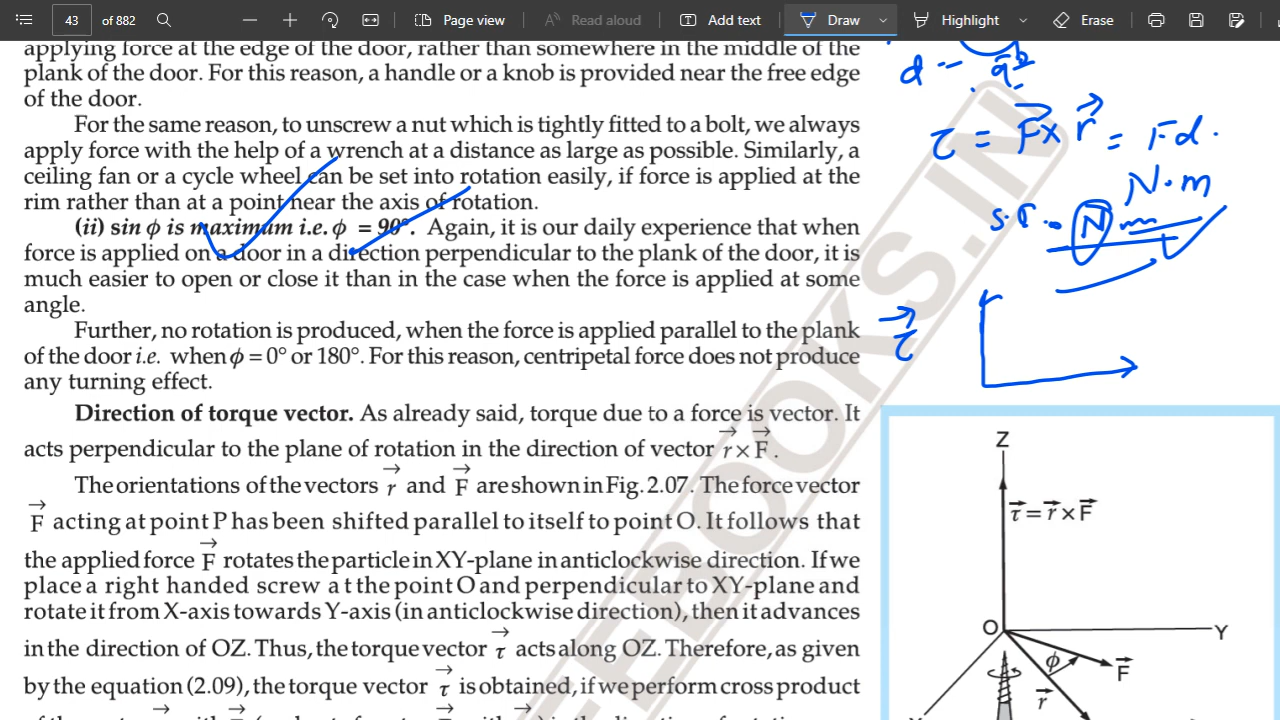 43 of 882 Page view Read aloud Add text Draw Highlight Erase
applying force at the edge of the door, rather than somewhere in the middle of the
plank of the door. For this reason, a handle or a knob is provided near the free edge
of the door.
For the same reason, to unscrew a nut which is tightly fitted to a bolt, we always
apply force with the help of a wrench at a distance as large as possible. Similarly, a
ceiling fan or a cycle wheel can be set into rotation easily, if force is applied at the
rim rather than at a point near the axis of rotation.
(ii) sin ϕ is maximum i.e. ϕ = 90°. Again, it is our daily experience that when
force is applied on a door in a direction perpendicular to the plank of the door, it is
much easier to open or close it than in the case when the force is applied at some
angle.
Further, no rotation is produced, when the force is applied parallel to the plank
of the door i.e. when ϕ = 0° or 180°. For this reason, centripetal force does not produce
any turning effect.
Direction of torque vector. As already said, torque due to a force is vector. It
acts perpendicular to the plane of rotation in the direction of vector r⃗ × F⃗.
The orientations of the vectors r⃗ and F⃗ are shown in Fig. 2.07. The force vector
F⃗ acting at point P has been shifted parallel to itself to point O. It follows that
the applied force F⃗ rotates the particle in XY-plane in anticlockwise direction. If we
place a right handed screw at the point O and perpendicular to XY-plane and
rotate it from X-axis towards Y-axis (in anticlockwise direction), then it advances
in the direction of OZ. Thus, the torque vector τ⃗ acts along OZ. Therefore, as given
by the equation (2.09), the torque vector τ⃗ is obtained, if we perform cross product
τ = F⃗ × r⃗ = Fd.
N·m
τ⃗
Z
τ⃗ = r⃗ × F⃗
O
Y
ϕ
F⃗
r⃗
EEBOOKS.IN